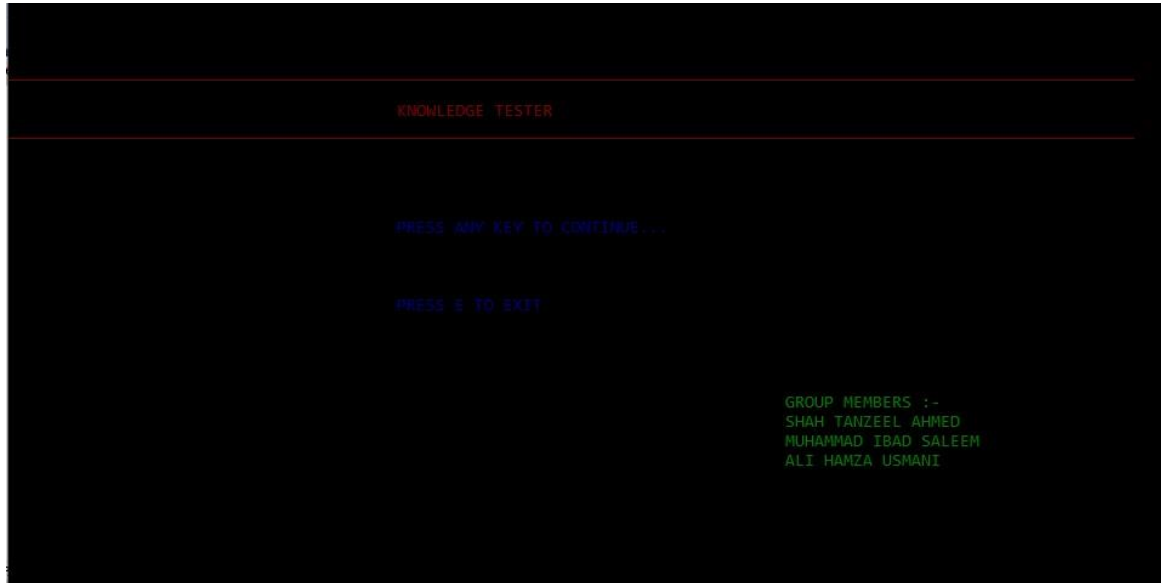 KNOWLEDGE TESTER
PRESS ANY KEY TO CONTINUE...
PRESS E TO EXIT
GROUP MEMBERS :-
SHAH TANZEEL AHMED
MUHAMMAD IBAD SALEEM
ALI HAMZA USMANI